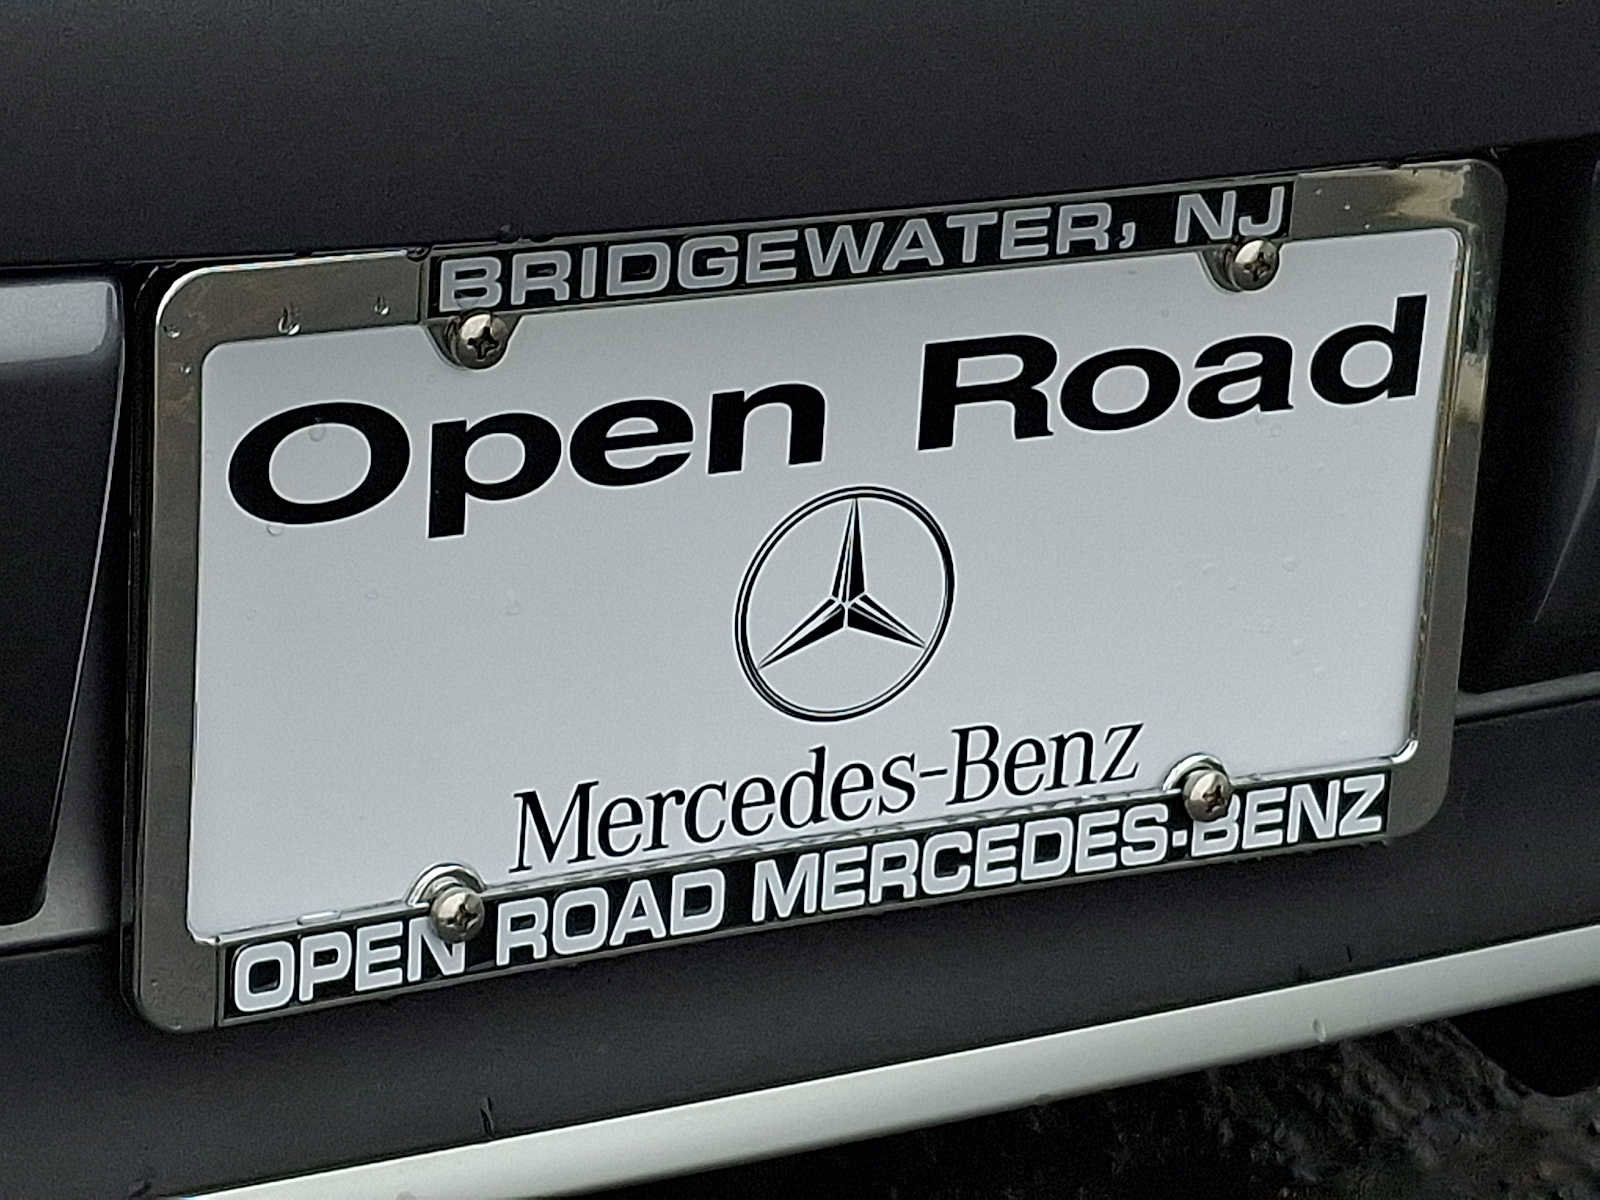 BRIDGEWATER, NJ
Open Road
Mercedes-Benz
OPEN ROAD MERCEDES-BENZ